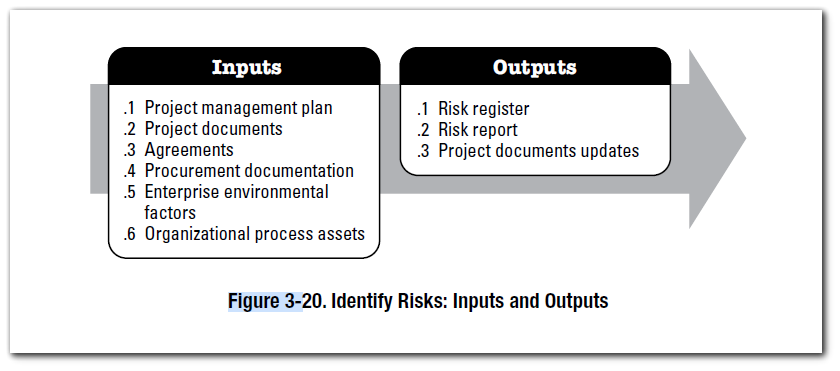 Inputs
.1 Project management plan
.2 Project documents
.3 Agreements
.4 Procurement documentation
.5 Enterprise environmental
factors
.6 Organizational process assets
Outputs
.1 Risk register
.2 Risk report
.3 Project documents updates
Figure 3-20. Identify Risks: Inputs and Outputs